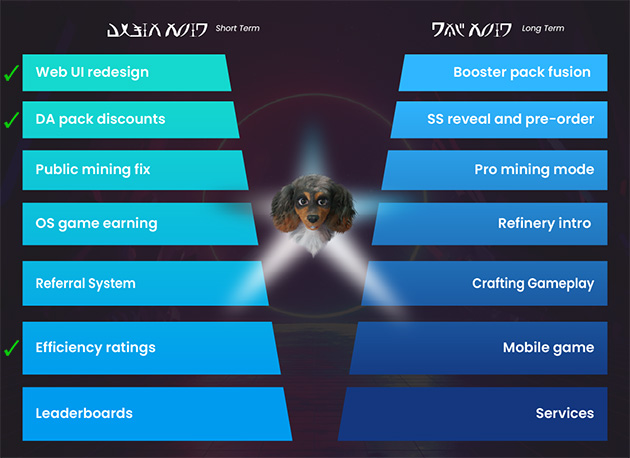 Short Term
Long Term
Web UI redesign
Booster pack fusion
DA pack discounts
SS reveal and pre-order
Public mining fix
Pro mining mode
OS game earning
Refinery intro
Referral System
Crafting Gameplay
Efficiency ratings
Mobile game
Leaderboards
Services